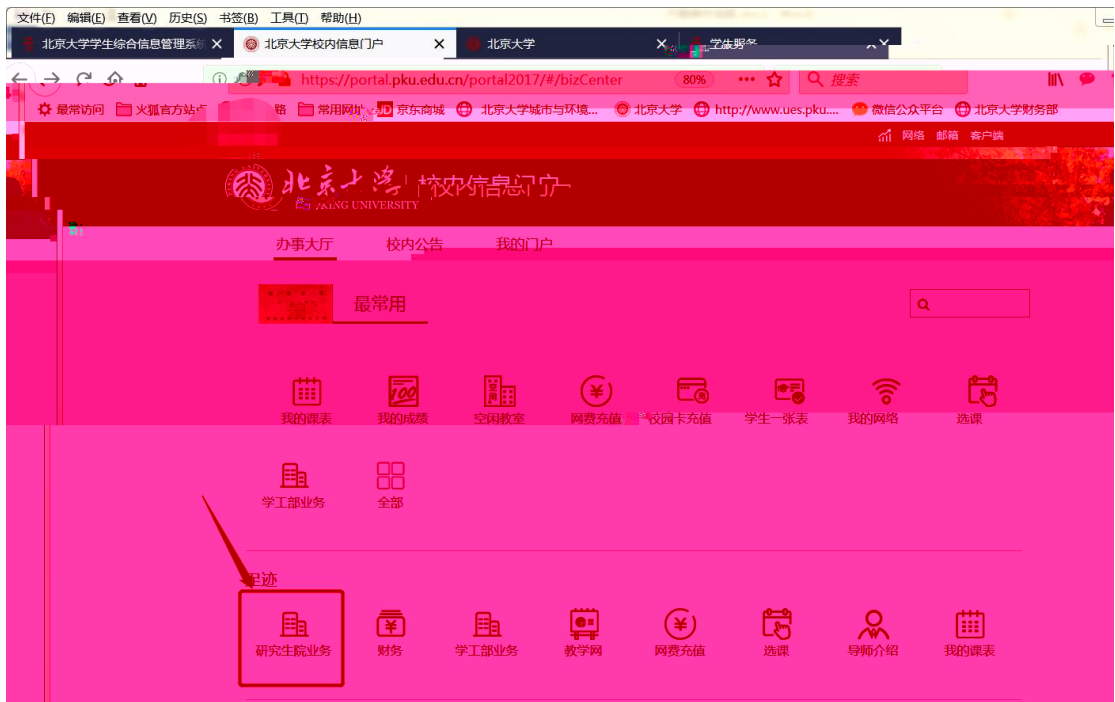 文件(F) 编辑(E) 查看(V) 历史(S) 书签(B) 工具(T) 帮助(H)
北京大学学生综合信息管理系统 北京大学校内信息门户 北京大学
https://portal.pku.edu.cn/portal2017/#/bizCenter 80% 搜索
最常访问 火狐官方站点 常用网址 JD 京东商城 北京大学城市与环境... 北京大学 http://www.ues.pku.... 微信公众平台 北京大学财务部
网络 邮箱 客户端
北京大学 校内信息门户
UNIVERSITY
办事大厅 校内公告 我的门户
最常用
我的课表 我的成绩 空闲教室 网费充值 校园卡充值 学生一张表 我的网络 选课
学工部业务 全部
足迹
研究生院业务 财务 学工部业务 教学网 网费充值 选课 导师介绍 我的课表